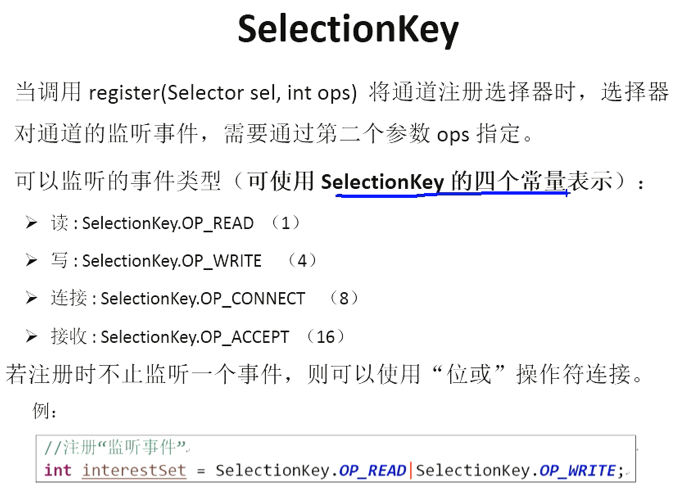 SelectionKey
当调用 register(Selector sel, int ops) 将通道注册选择器时，选择器
对通道的监听事件，需要通过第二个参数 ops 指定。
可以监听的事件类型（可使用 SelectionKey 的四个常量表示）：
➢ 读 : SelectionKey.OP_READ （1）
➢ 写 : SelectionKey.OP_WRITE （4）
➢ 连接 : SelectionKey.OP_CONNECT （8）
➢ 接收 : SelectionKey.OP_ACCEPT （16）
若注册时不止监听一个事件，则可以使用“位或”操作符连接。
例：
//注册“监听事件”
int interestSet = SelectionKey.OP_READ|SelectionKey.OP_WRITE;